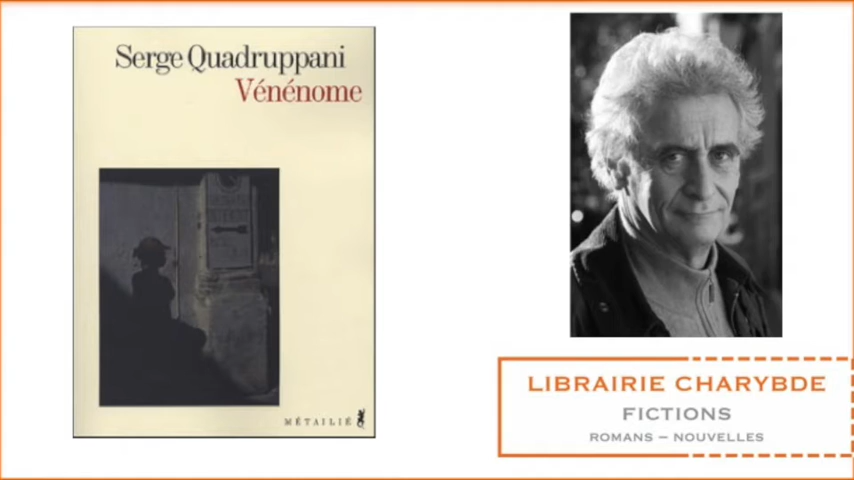 Serge Quadruppani
Vénénome
MÉTAILIÉ
LIBRAIRIE CHARYBDE
FICTIONS
ROMANS – NOUVELLES